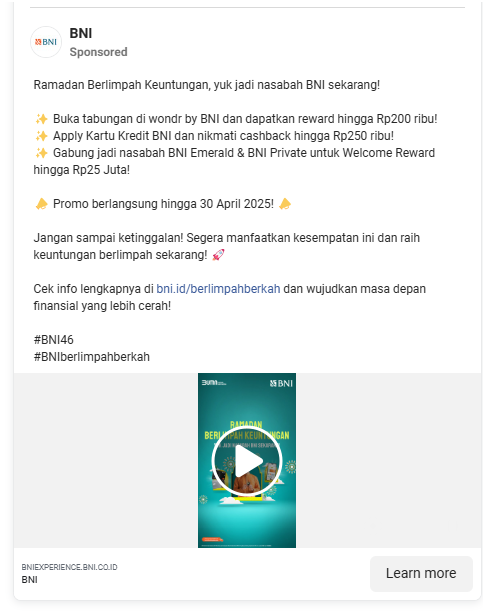 BNI
BNI
Sponsored
Ramadan Berlimpah Keuntungan, yuk jadi nasabah BNI sekarang!
✨ Buka tabungan di wondr by BNI dan dapatkan reward hingga Rp200 ribu!
✨ Apply Kartu Kredit BNI dan nikmati cashback hingga Rp250 ribu!
✨ Gabung jadi nasabah BNI Emerald & BNI Private untuk Welcome Reward
hingga Rp25 Juta!
📣 Promo berlangsung hingga 30 April 2025! 📣
Jangan sampai ketinggalan! Segera manfaatkan kesempatan ini dan raih
keuntungan berlimpah sekarang! 🚀
Cek info lengkapnya di bni.id/berlimpahberkah dan wujudkan masa depan
finansial yang lebih cerah!
#BNI46
#BNIberlimpahberkah
BNI
RAMADAN
BERLIMPAH KEUNTUNGAN
BNIEXPERIENCE.BNI.CO.ID
BNI
Learn more